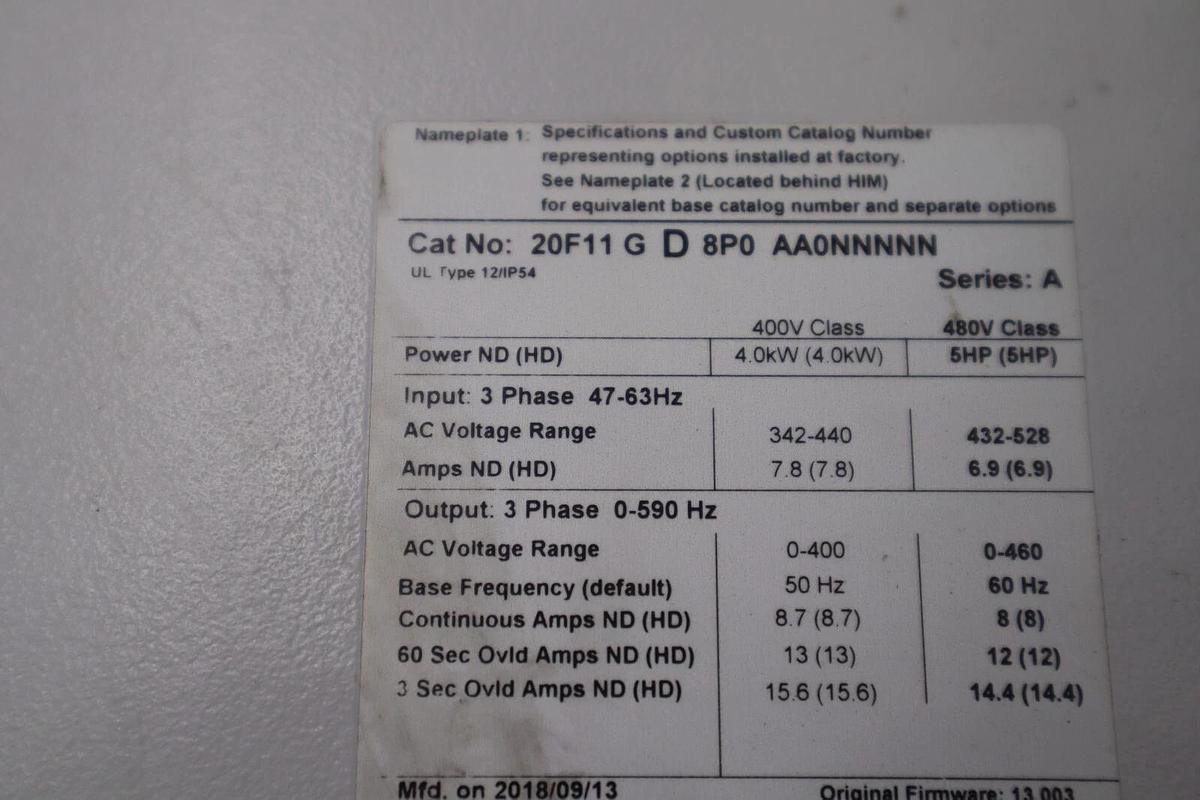 Nameplate 1: Specifications and Custom Catalog Number
representing options installed at factory.
See Nameplate 2 (Located behind HIM)
for equivalent base catalog number and separate options
Cat No: 20F11 G D 8P0 AA0NNNNN
UL Type 12/IP54
Series: A
400V Class 480V Class
Power ND (HD) 4.0kW (4.0kW) 5HP (5HP)
Input: 3 Phase 47-63Hz
AC Voltage Range 342-440 432-528
Amps ND (HD) 7.8 (7.8) 6.9 (6.9)
Output: 3 Phase 0-590 Hz
AC Voltage Range 0-400 0-460
Base Frequency (default) 50 Hz 60 Hz
Continuous Amps ND (HD) 8.7 (8.7) 8 (8)
60 Sec Ovld Amps ND (HD) 13 (13) 12 (12)
3 Sec Ovld Amps ND (HD) 15.6 (15.6) 14.4 (14.4)
Mfd. on 2018/09/13 Original Firmware: 13.003